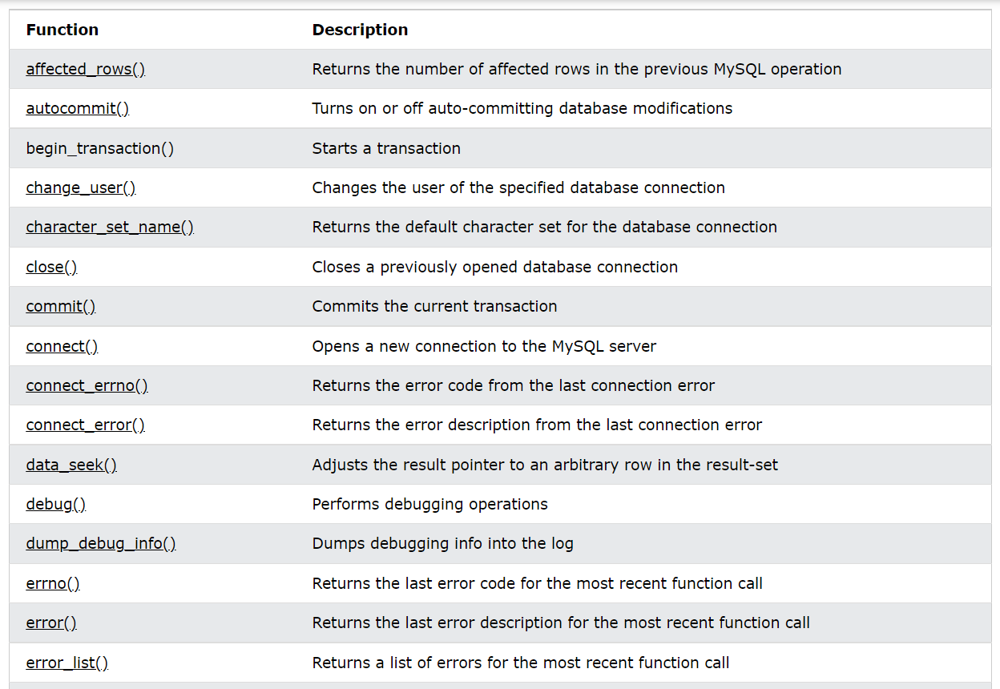 Function Description
affected_rows() Returns the number of affected rows in the previous MySQL operation
autocommit() Turns on or off auto-committing database modifications
begin_transaction() Starts a transaction
change_user() Changes the user of the specified database connection
character_set_name() Returns the default character set for the database connection
close() Closes a previously opened database connection
commit() Commits the current transaction
connect() Opens a new connection to the MySQL server
connect_errno() Returns the error code from the last connection error
connect_error() Returns the error description from the last connection error
data_seek() Adjusts the result pointer to an arbitrary row in the result-set
debug() Performs debugging operations
dump_debug_info() Dumps debugging info into the log
errno() Returns the last error code for the most recent function call
error() Returns the last error description for the most recent function call
error_list() Returns a list of errors for the most recent function call